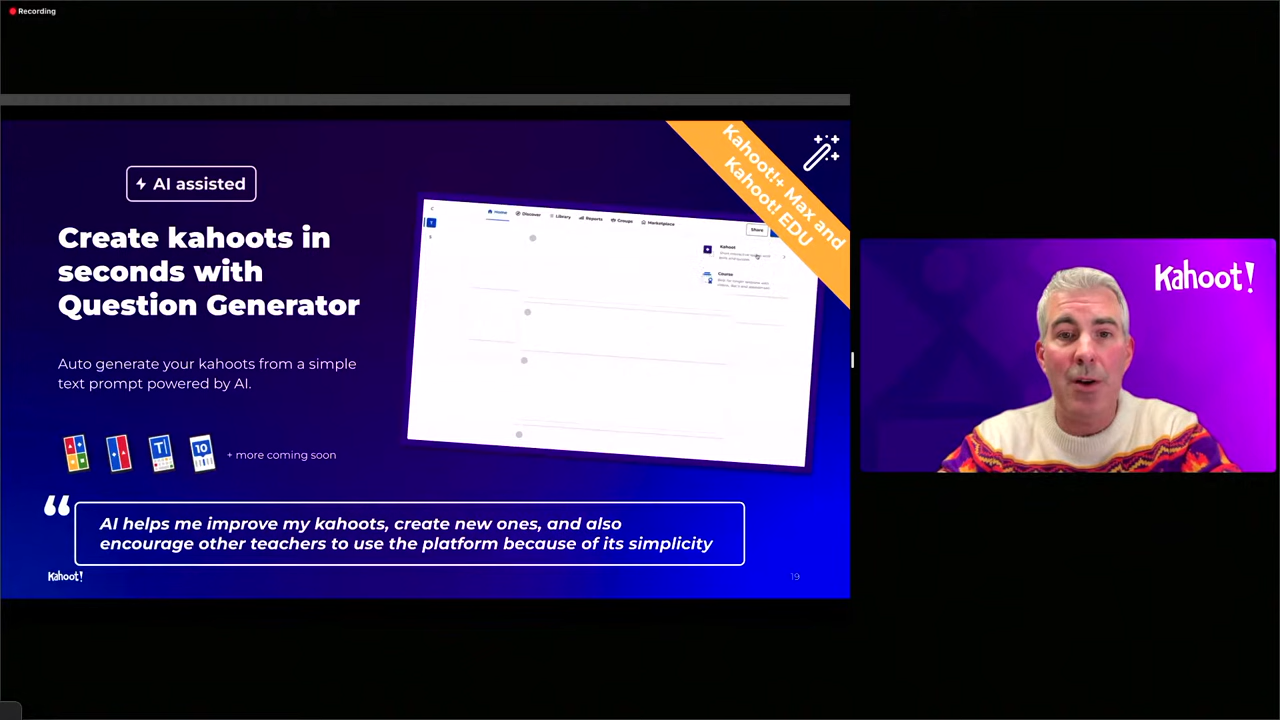 Recording
AI assisted
Create kahoots in
seconds with
Question Generator
Auto generate your kahoots from a simple
text prompt powered by AI.
+ more coming soon
AI helps me improve my kahoots, create new ones, and also
encourage other teachers to use the platform because of its simplicity
Kahoot!
19
Home
Discover
Library
Reports
Groups
Marketplace
Share
Kahoot
Course
Kahoot!+ Max and
Kahoot! EDU
T
10
Kahoot!